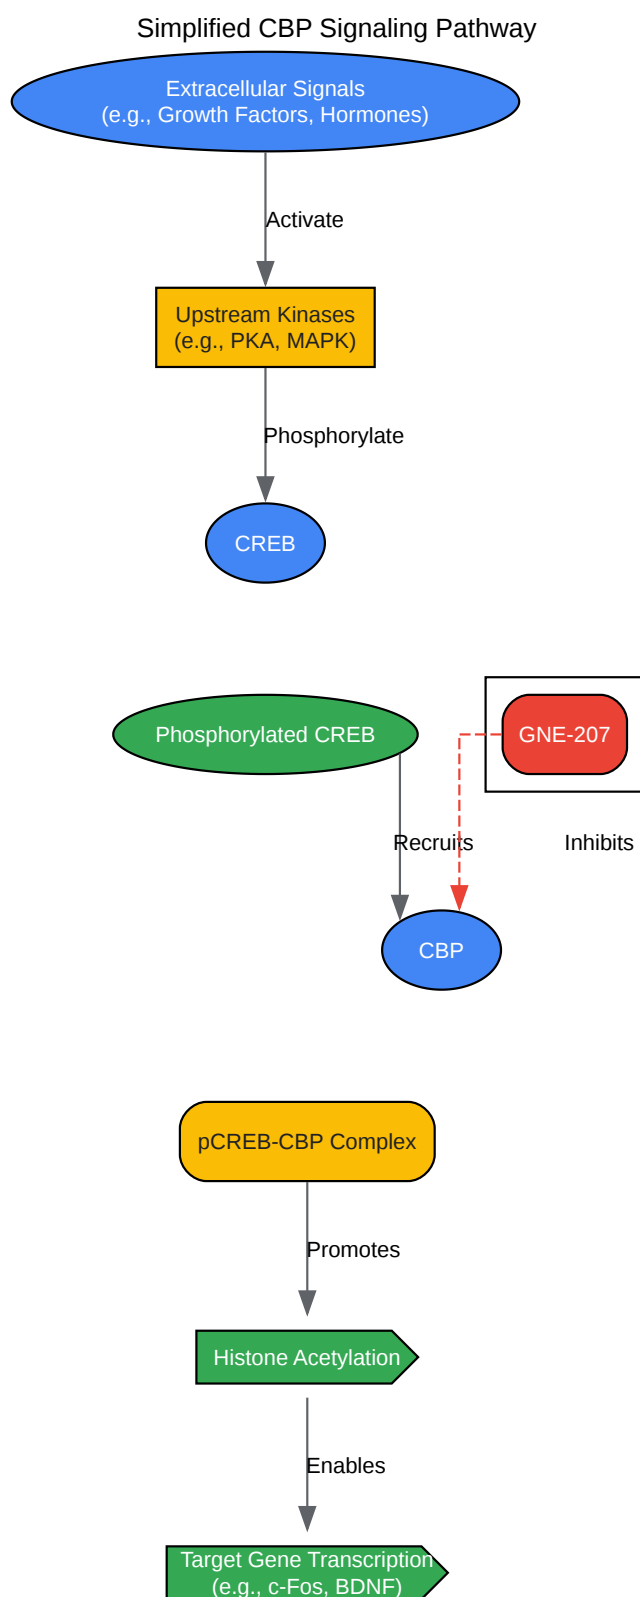 Simplified CBP Signaling Pathway
Extracellular Signals
(e.g., Growth Factors, Hormones)
Activate
Upstream Kinases
(e.g., PKA, MAPK)
Phosphorylate
CREB
Phosphorylated CREB
GNE-207
Recruits
Inhibits
CBP
pCREB-CBP Complex
Promotes
Histone Acetylation
Enables
Target Gene Transcription
(e.g., c-Fos, BDNF)